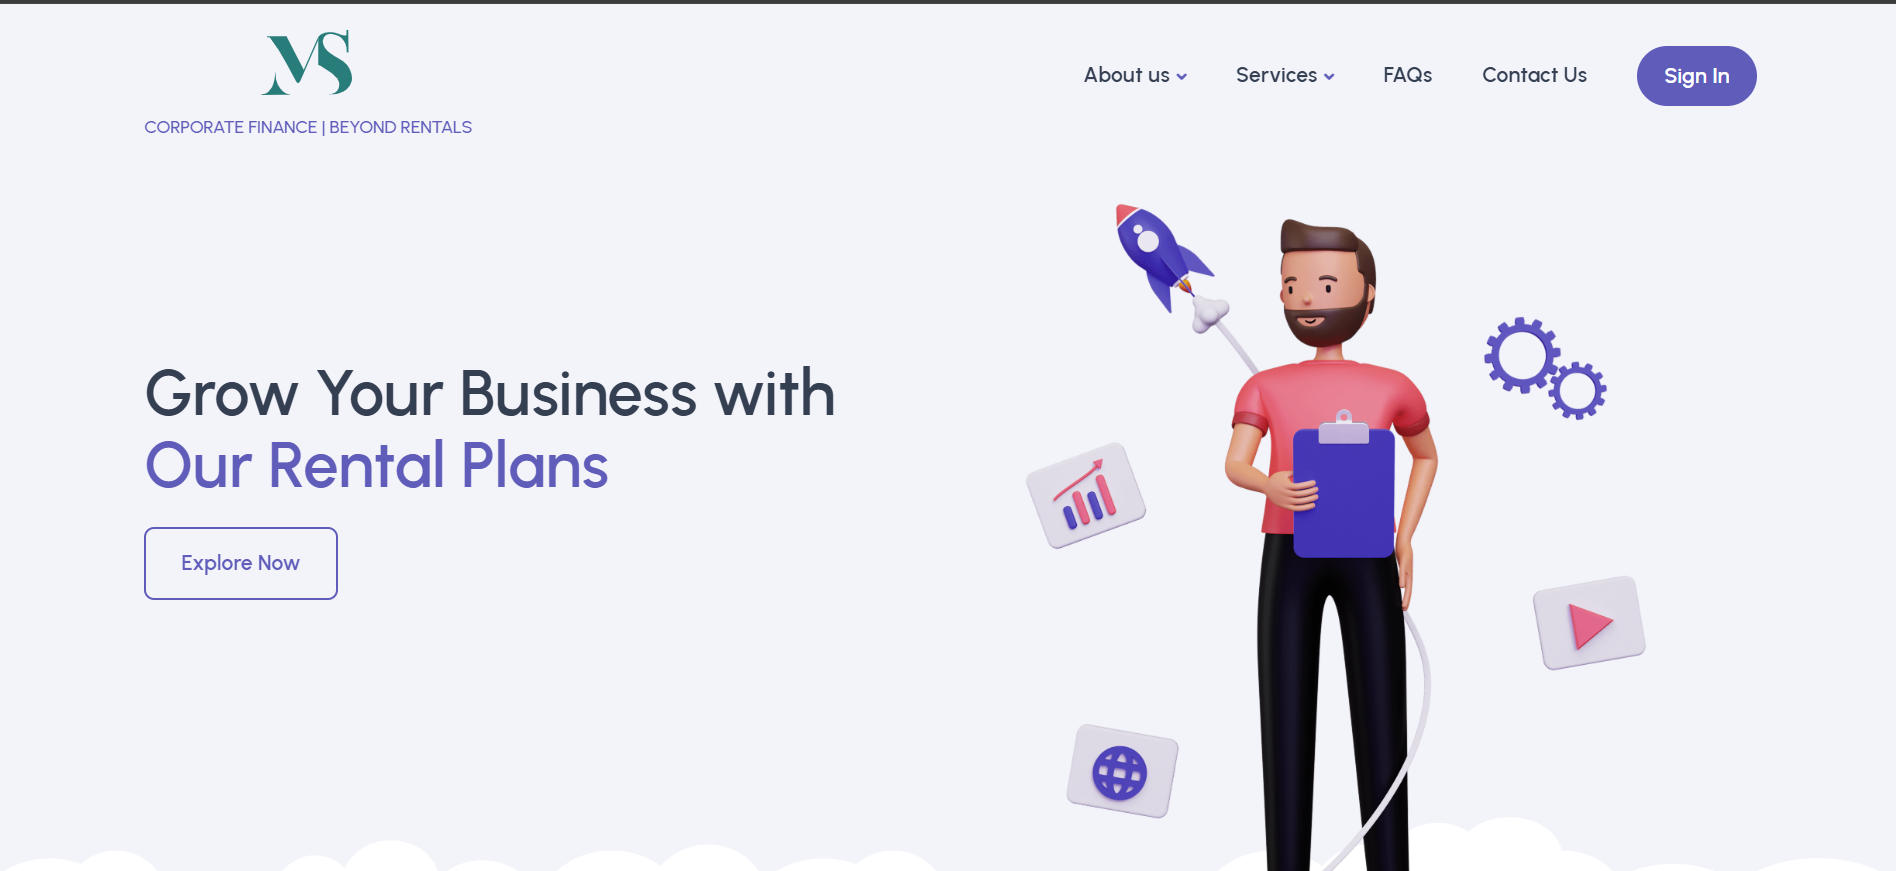 MS
CORPORATE FINANCE | BEYOND RENTALS
About us
Services
FAQs
Contact Us
Sign In
Grow Your Business with
Our Rental Plans
Explore Now